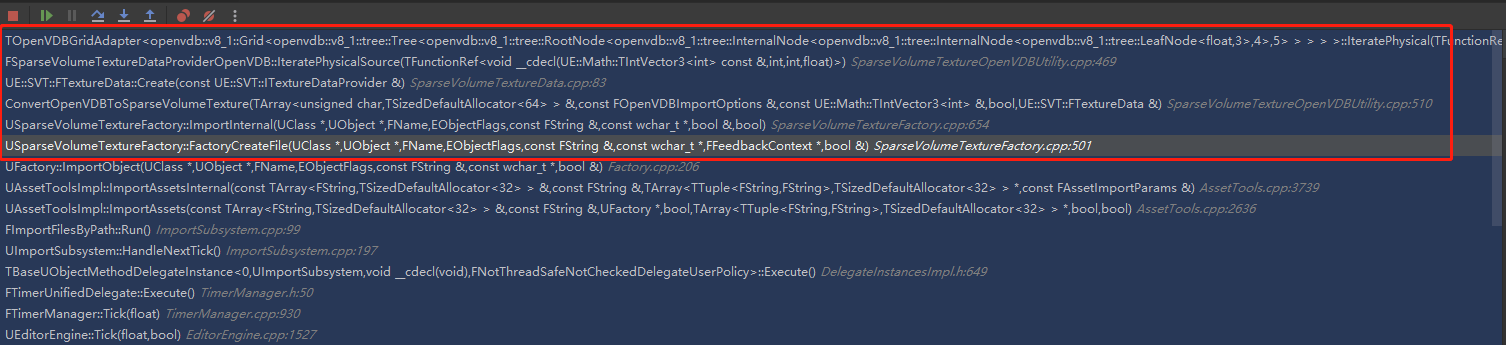 TOpenVDBGridAdapter<openvdb::v8_1::Grid<openvdb::v8_1::tree::Tree<openvdb::v8_1::tree::RootNode<openvdb::v8_1::tree::InternalNode<openvdb::v8_1::tree::InternalNode<openvdb::v8_1::tree::LeafNode<float,3>,4>,5> > > > >::IteratePhysical(TFunctionRe
FSparseVolumeTextureDataProviderOpenVDB::IteratePhysicalSource(TFunctionRef<void __cdecl(UE::Math::TIntVector3<int> const &,int,int,float)>) SparseVolumeTextureOpenVDBUtility.cpp:469
UE::SVT::FTextureData::Create(const UE::SVT::ITextureDataProvider &) SparseVolumeTextureData.cpp:83
ConvertOpenVDBToSparseVolumeTexture(TArray<unsigned char,TSizedDefaultAllocator<64> > &,const FOpenVDBImportOptions &,const UE::Math::TIntVector3<int> &,bool,UE::SVT::FTextureData &) SparseVolumeTextureOpenVDBUtility.cpp:510
USparseVolumeTextureFactory::ImportInternal(UClass *,UObject *,FName,EObjectFlags,const FString &,const wchar_t *,bool &,bool) SparseVolumeTextureFactory.cpp:654
USparseVolumeTextureFactory::FactoryCreateFile(UClass *,UObject *,FName,EObjectFlags,const FString &,const wchar_t *,FFeedbackContext *,bool &) SparseVolumeTextureFactory.cpp:501
UFactory::ImportObject(UClass *,UObject *,FName,EObjectFlags,const FString &,const wchar_t *,bool &) Factory.cpp:206
UAssetToolsImpl::ImportAssetsInternal(const TArray<FString,TSizedDefaultAllocator<32> > &,const FString &,TArray<TTuple<FString,FString>,TSizedDefaultAllocator<32> > *,const FAssetImportParams &) AssetTools.cpp:3739
UAssetToolsImpl::ImportAssets(const TArray<FString,TSizedDefaultAllocator<32> > &,const FString &,UFactory *,bool,TArray<TTuple<FString,FString>,TSizedDefaultAllocator<32> > *,bool,bool) AssetTools.cpp:2636
FImportFilesByPath::Run() ImportSubsystem.cpp:99
UImportSubsystem::HandleNextTick() ImportSubsystem.cpp:197
TBaseUObjectMethodDelegateInstance<0,UImportSubsystem,void __cdecl(void),FNotThreadSafeNotCheckedDelegateUserPolicy>::Execute() DelegateInstancesImpl.h:649
FTimerUnifiedDelegate::Execute() TimerManager.h:50
FTimerManager::Tick(float) TimerManager.cpp:930
UEditorEngine::Tick(float,bool) EditorEngine.cpp:1527